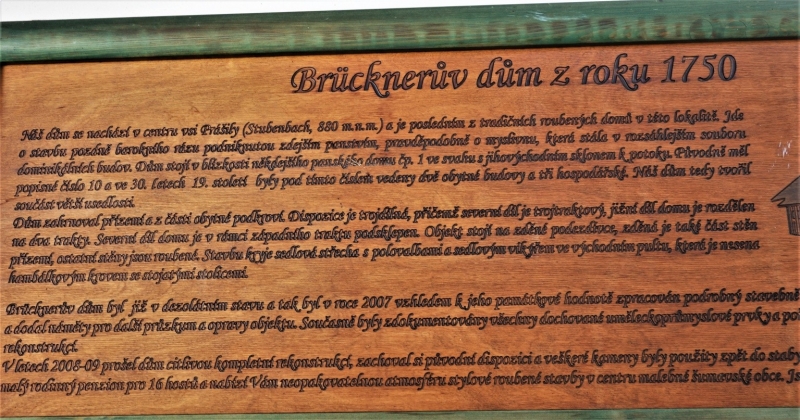 Brücknerův dům z roku 1750
Náš dům se nachází v centru vsi Prášily (Stubenbach, 880 m.n.m.) a je posledním z tradičních roubených domů v této lokalitě. Jde
o stavbu pozdně barokního rázu podniknutou zdejším panstvím, pravděpodobně o myslivnu, která stála v rozsáhlejším souboru
dominikálních budov. Dům stojí v blízkosti někdejšího panského domu čp. 1 ve svahu s jihovýchodním sklonem k potoku. Původně měl
popisné číslo 10 a ve 30. letech 19. století byly pod tímto číslem vedeny dvě obytné budovy a tři hospodářské. Náš dům tedy tvořil
součást větší usedlosti.
Dům zahrnoval přízemí a z části obytné podkroví. Dispozice je trojdílná, přičemž severní díl je trojtraktový, jižní díl domu je rozdělen
na dva trakty. Severní díl domu je v rámci západního traktu podsklepen. Objekt stojí na zděné podezdívce, zděná je také část stěn
přízemí, ostatní stěny jsou roubené. Stavbu kryje sedlová střecha s polovalbami a sedlovým vikýřem ve východním pultu, která je nesena
hambálkovým krovem se stojatými stolicemi.
Brücknerův dům byl již v dezolátním stavu a tak byl v roce 2007 vzhledem k jeho památkové hodnotě zpracován podrobný stavebně
a dodal náměty pro další průzkum a opravy objektu. Současně byly zdokumentovány všechny dochované uměleckoprůmyslové prvky a po
rekonstrukcí.
V letech 2008-09 prošel dům citlivou kompletní rekonstrukcí, zachoval si původní dispozici a veškeré kameny byly použity zpět do staby
malý rodinný penzion pro 16 hostů a nabízí Vám neopakovatelnou atmosféru stylové roubené stavby v centru malebné šumavské obce. Js